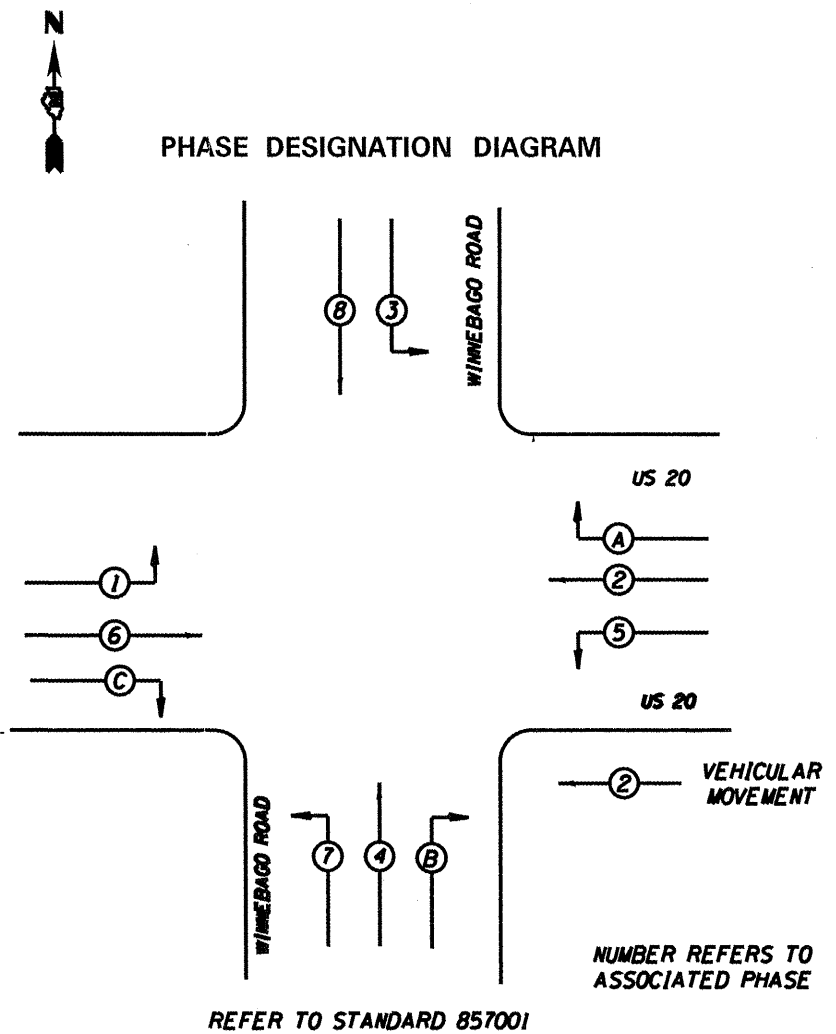 N
PHASE DESIGNATION DIAGRAM
WINNEBAGO ROAD
8
3
US 20
A
1
2
6
5
C
US 20
2
VEHICULAR
MOVEMENT
WINNEBAGO ROAD
7
4
B
NUMBER REFERS TO
ASSOCIATED PHASE
REFER TO STANDARD 857001